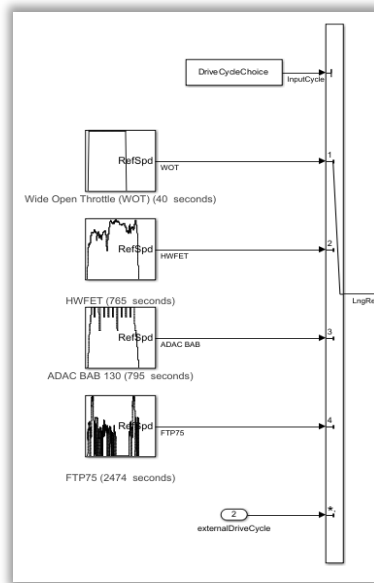 DriveCycleChoice
InputCycle
1
RefSpd
WOT
Wide Open Throttle (WOT) (40 seconds)
2
RefSpd
HWFET
HWFET (765 seconds)
LngRe
3
RefSpd
ADAC BAB
ADAC BAB 130 (795 seconds)
4
RefSpd
FTP75
FTP75 (2474 seconds)
2
*,
externalDriveCycle